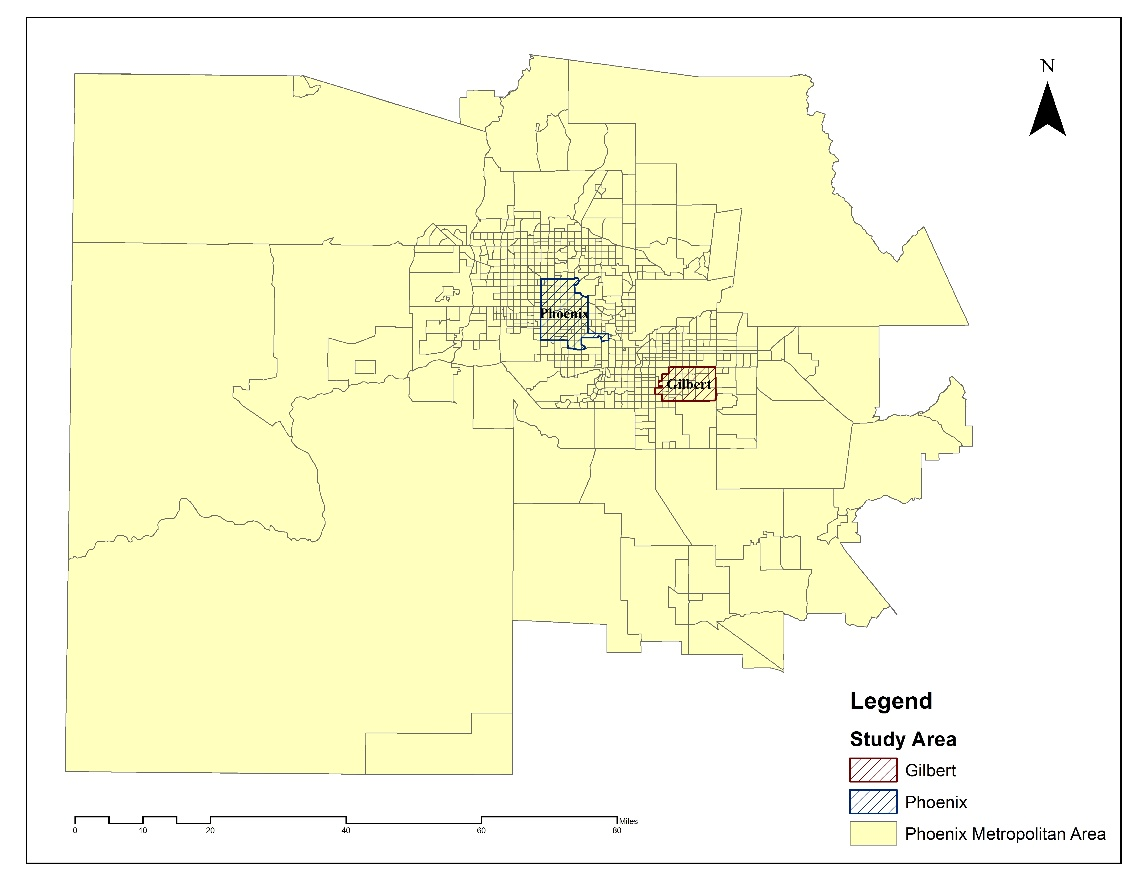 N
Phoenix
Gilbert
Legend
Study Area
Gilbert
Phoenix
Phoenix Metropolitan Area
0 10 20 40 60 80 Miles